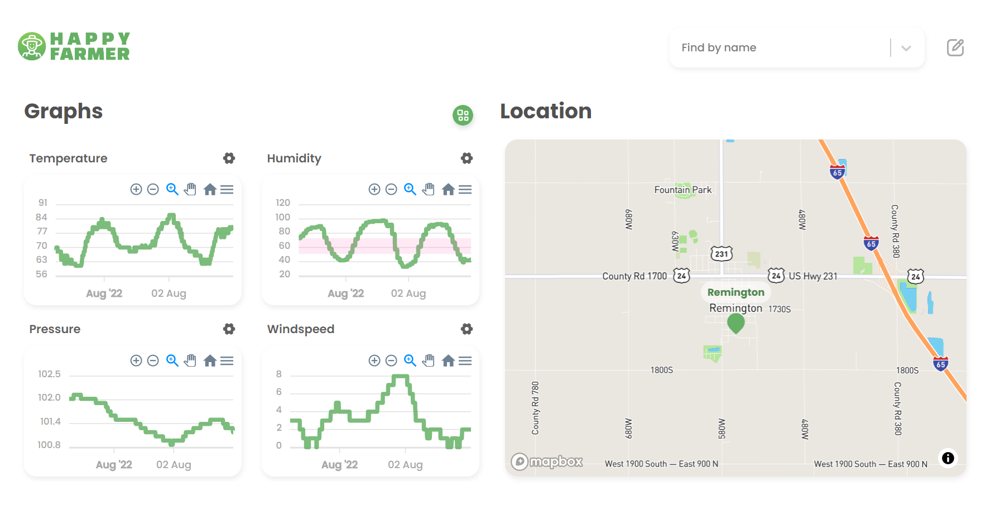 HAPPY
FARMER
Find by name
Graphs
Location
Temperature
91
84
77
70
63
56
Aug '22
02 Aug
Humidity
120
100
80
60
40
20
Aug '22
02 Aug
Pressure
102.5
102.0
101.4
100.8
Aug '22
02 Aug
Windspeed
8
6
4
2
0
Aug '22
02 Aug
65
Fountain Park
680W
480W
County Rd 380
630W
65
231
County Rd 1700
24
24
US Hwy 231
24
Remington
Remington
1730S
65
1800S
1800S
County Rd 780
680W
580W
480W
County Rd 380
mapbox
West 1900 South — East 900 N
West 1900 South — East 900 N